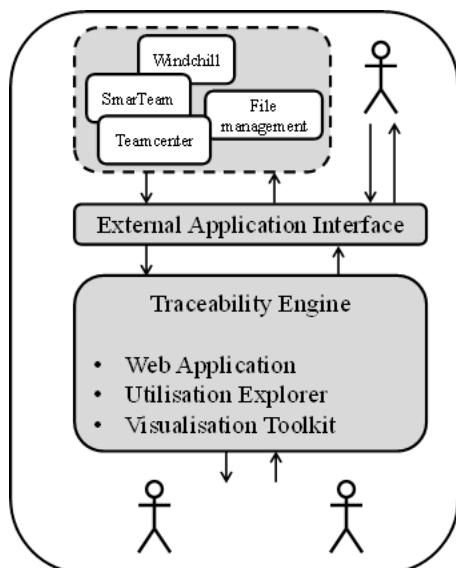 Windchill
SmarTeam
File
management
Teamcenter
External Application Interface
Traceability Engine
• Web Application
• Utilisation Explorer
• Visualisation Toolkit